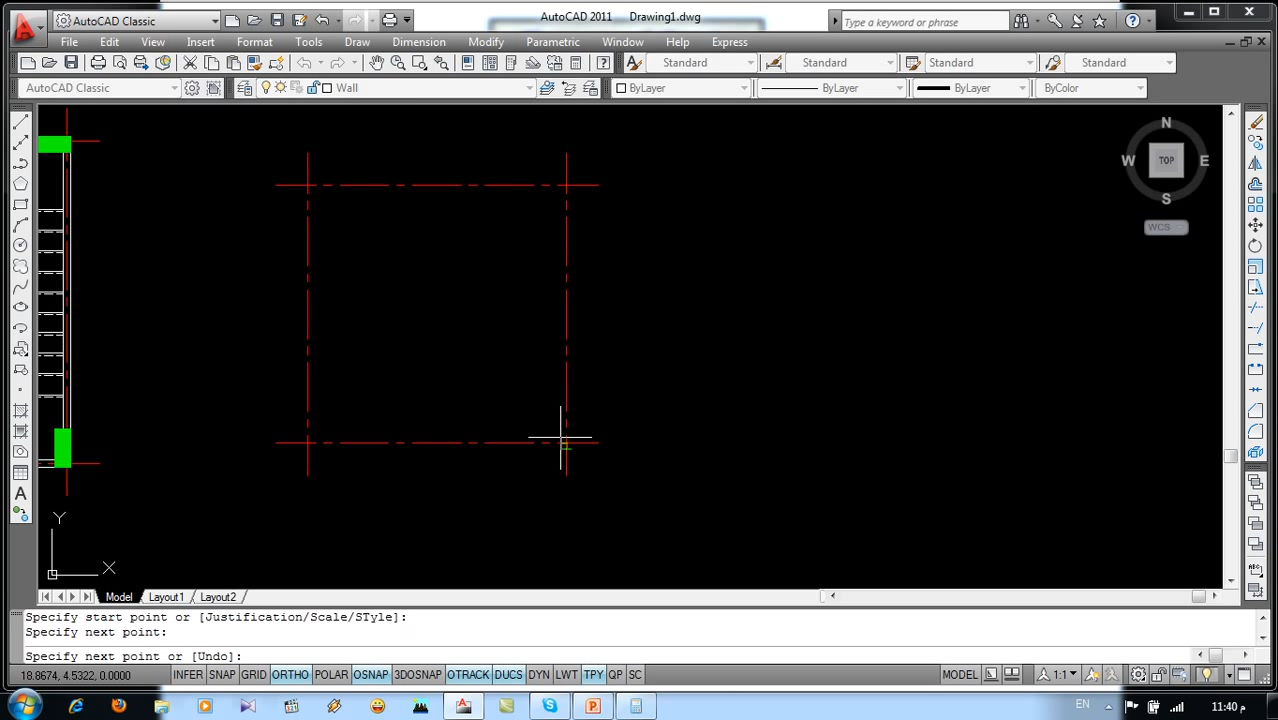 AutoCAD Classic
AutoCAD 2011 Drawing1.dwg
Type a keyword or phrase
File Edit View Insert Format Tools Draw Dimension Modify Parametric Window Help Express
Standard Standard Standard Standard
AutoCAD Classic Wall ByLayer ByLayer ByLayer ByColor
N
W TOP E
S
WCS
Y
X
Model Layout1 Layout2
Specify start point or [Justification/Scale/STyle]:
Specify next point:
Specify next point or [Undo]:
18.8674, 4.5322, 0.0000 INFER SNAP GRID ORTHO POLAR OSNAP 3DOSNAP OTRACK DUCS DYN LWT TPY QP SC MODEL 1:1
EN 11:40 م